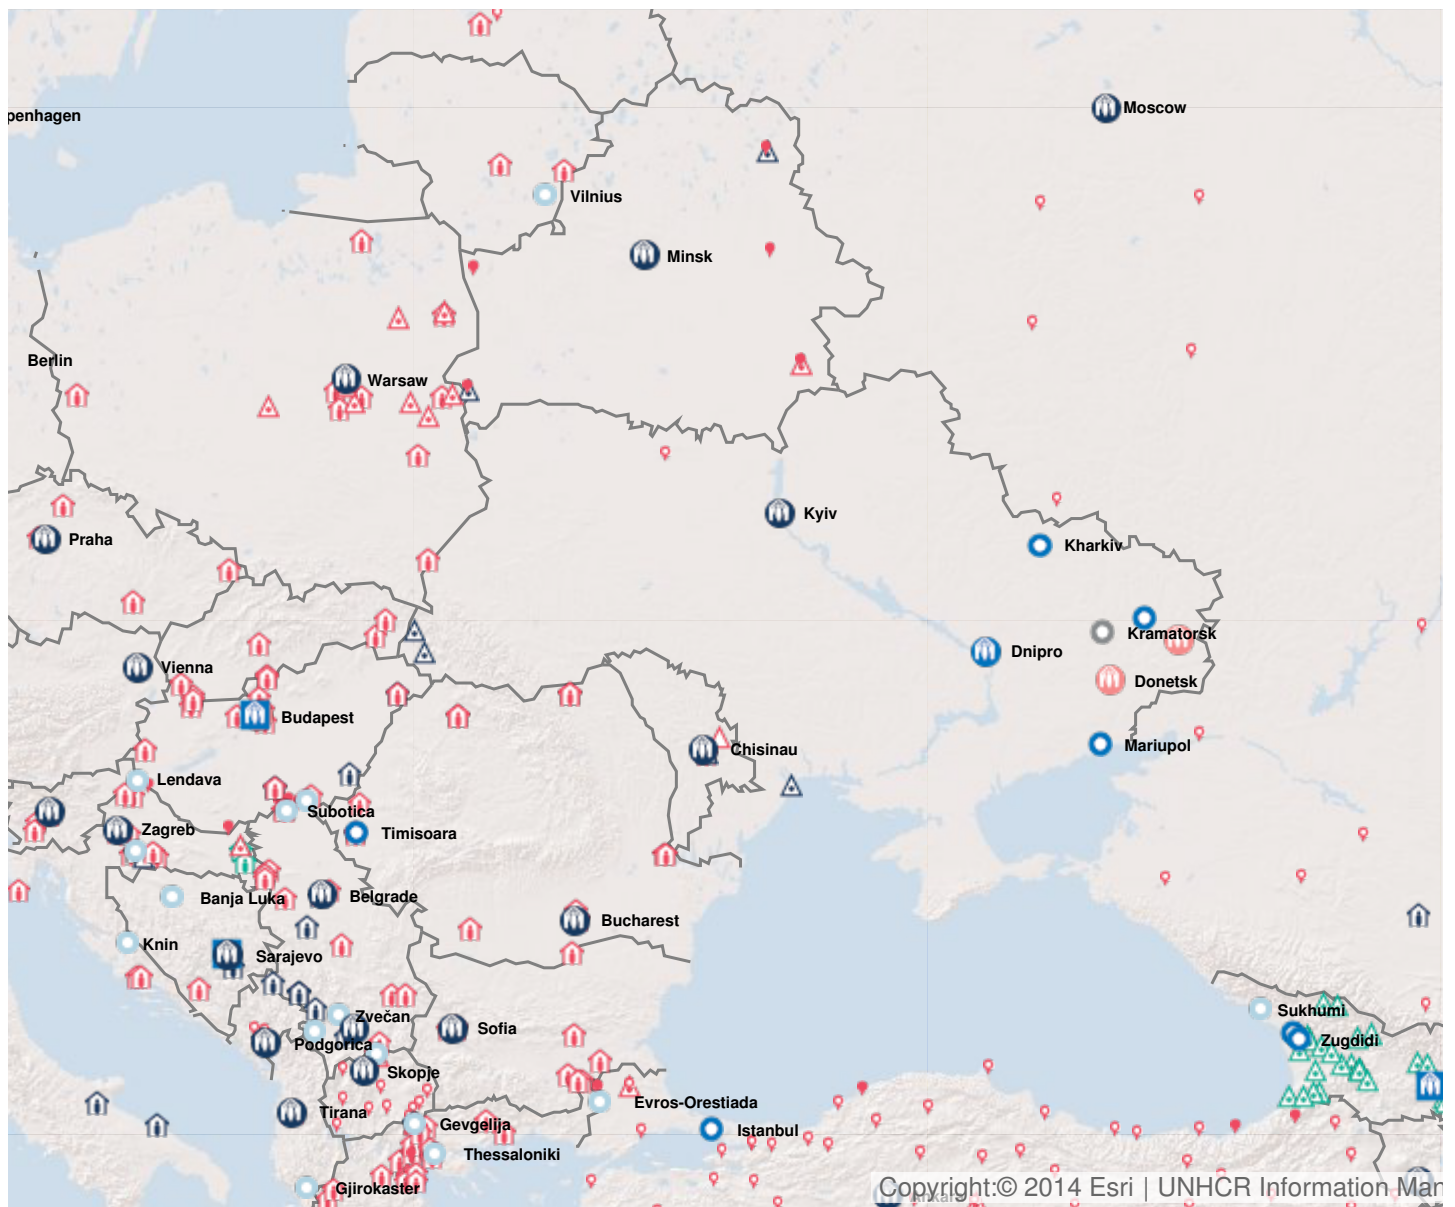 Moscow
penhagen
Vilnius
Minsk
Berlin
Warsaw
Kyiv
Praha
Kharkiv
Kramatorsk
Dnipro
Vienna
Donetsk
Budapest
Chisinau
Mariupol
Lendava
Subotica
Zagreb
Timisoara
Banja Luka
Belgrade
Bucharest
Knin
Sarajevo
Sukhumi
Zvečan
Sofia
Zugdidi
Podgorica
Skopje
Evros-Orestiada
Tirana
Gevgelija
Istanbul
Thessaloniki
Gjirokaster
Copyright:© 2014 Esri | UNHCR Information Man
Ankara